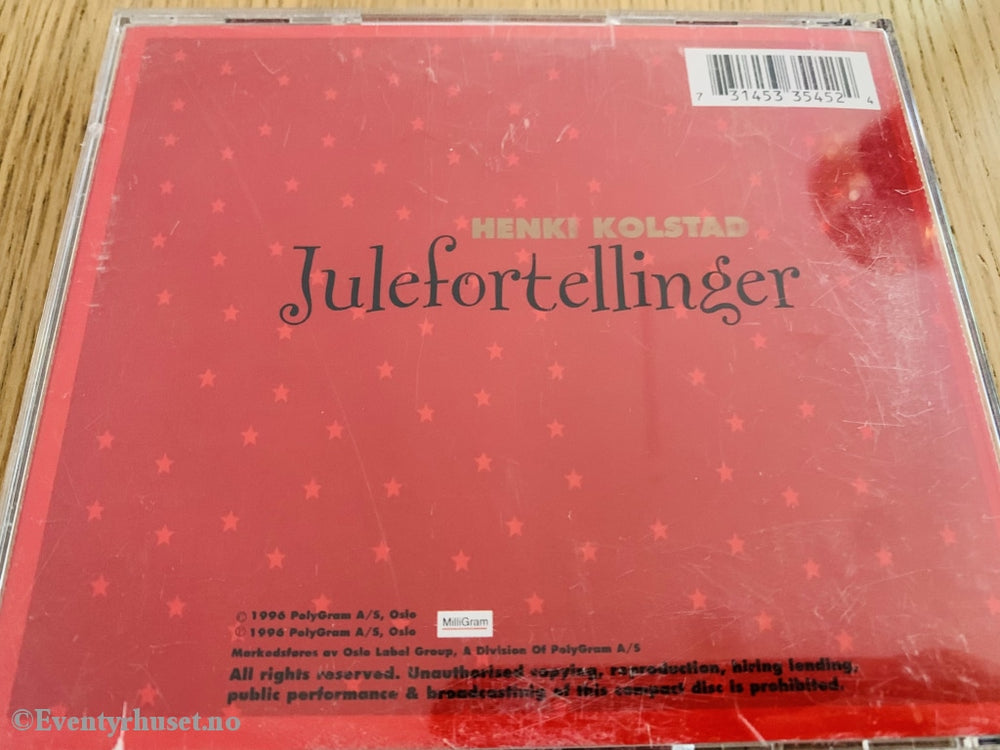 7 31453 35452 4
HENKI KOLSTAD
Julefortellinger
© 1996 PolyGram A/S, Oslo
℗ 1996 PolyGram A/S, Oslo
MilliGram
Markedsføres av Oslo Label Group, A Division Of PolyGram A/S
All rights reserved. Unauthorised copying, reproduction, hiring lending,
public performance & broadcasting of this compact disc is prohibited.
©Eventyrhuset.no